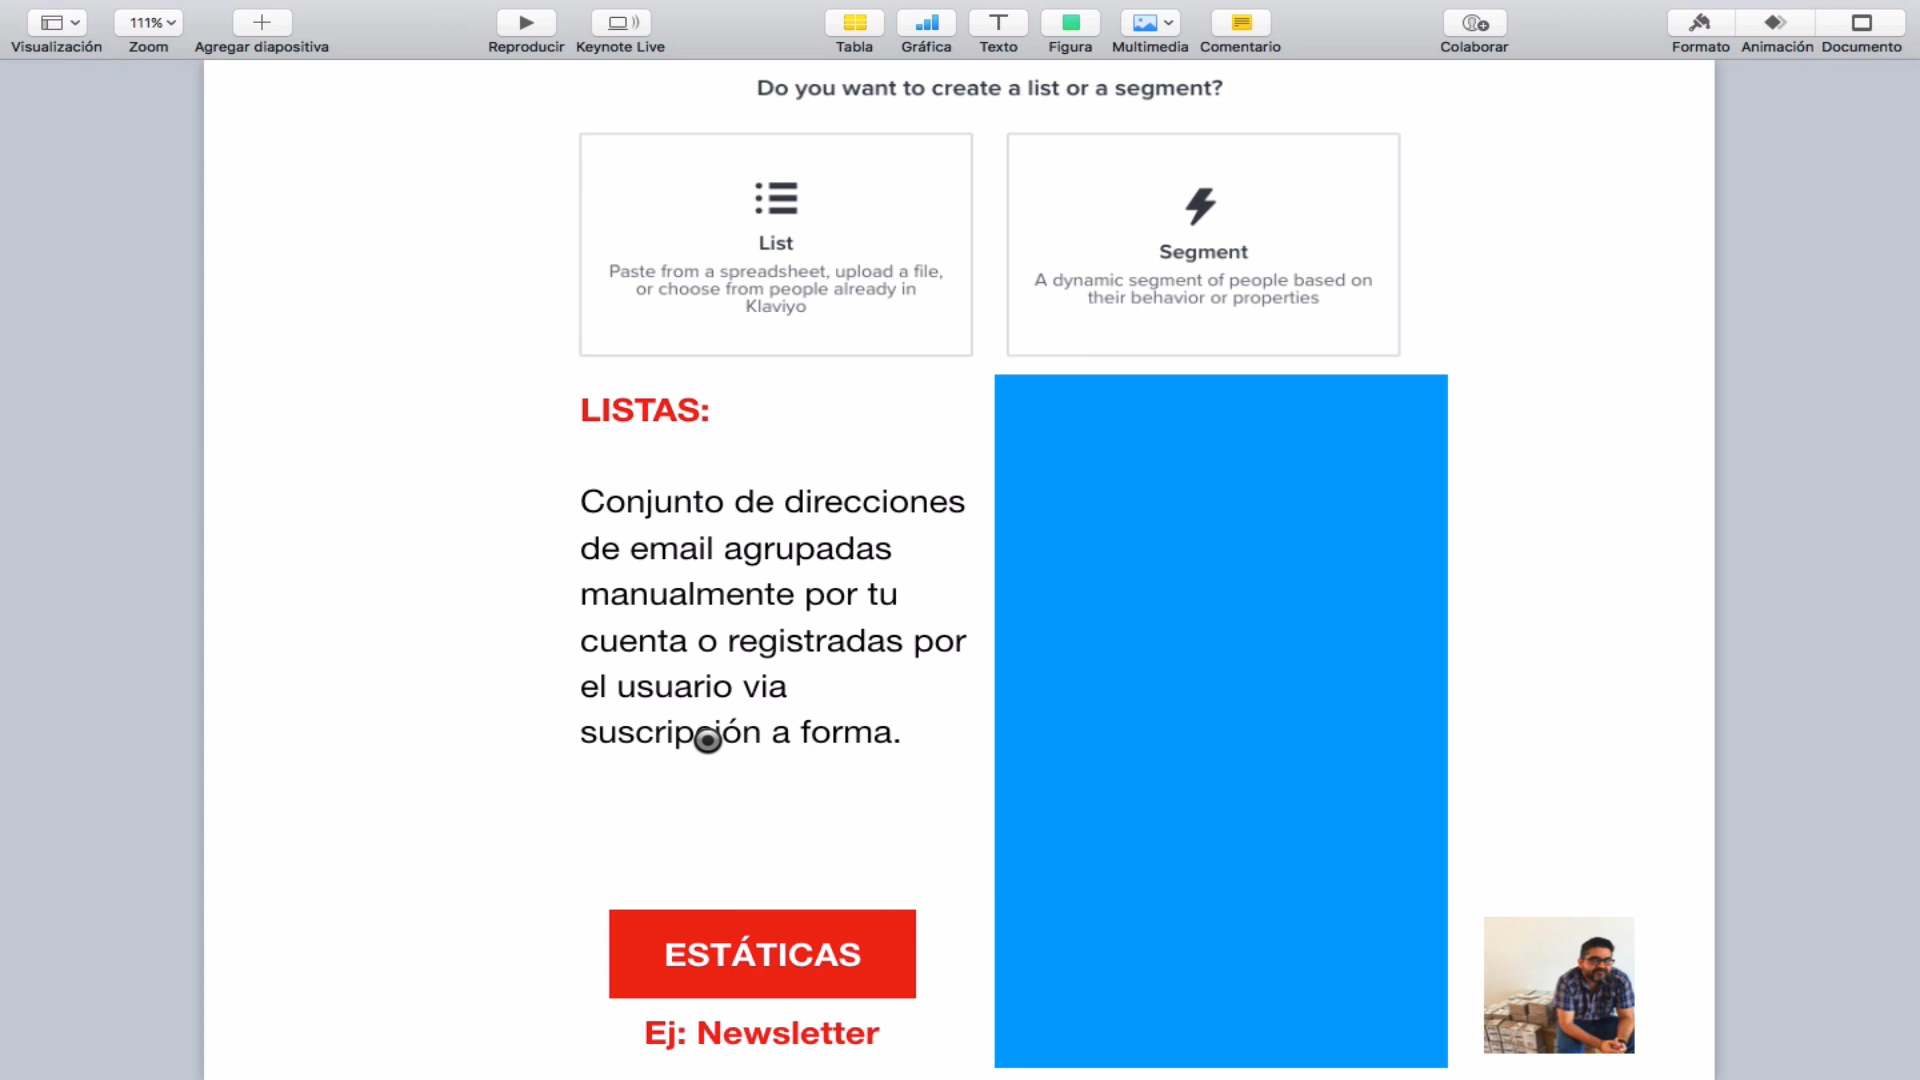 111%
Visualización
Zoom
Agregar diapositiva
Reproducir
Keynote Live
Tabla
Gráfica
Texto
Figura
Multimedia
Comentario
Colaborar
Formato
Animación
Documento
Do you want to create a list or a segment?
List
Paste from a spreadsheet, upload a file,
or choose from people already in
Klaviyo
Segment
A dynamic segment of people based on
their behavior or properties
LISTAS:
Conjunto de direcciones
de email agrupadas
manualmente por tu
cuenta o registradas por
el usuario via
suscripción a forma.
ESTÁTICAS
Ej: Newsletter